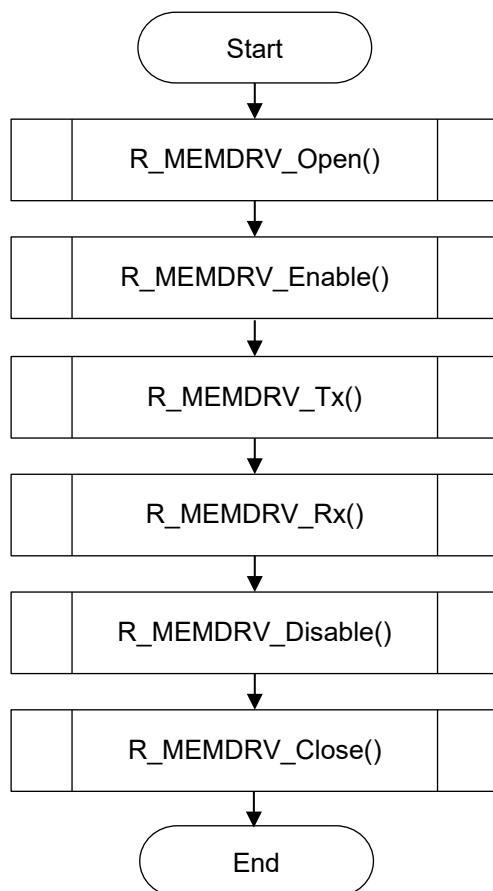 Start
R_MEMDRV_Open()
R_MEMDRV_Enable()
R_MEMDRV_Tx()
R_MEMDRV_Rx()
R_MEMDRV_Disable()
R_MEMDRV_Close()
End